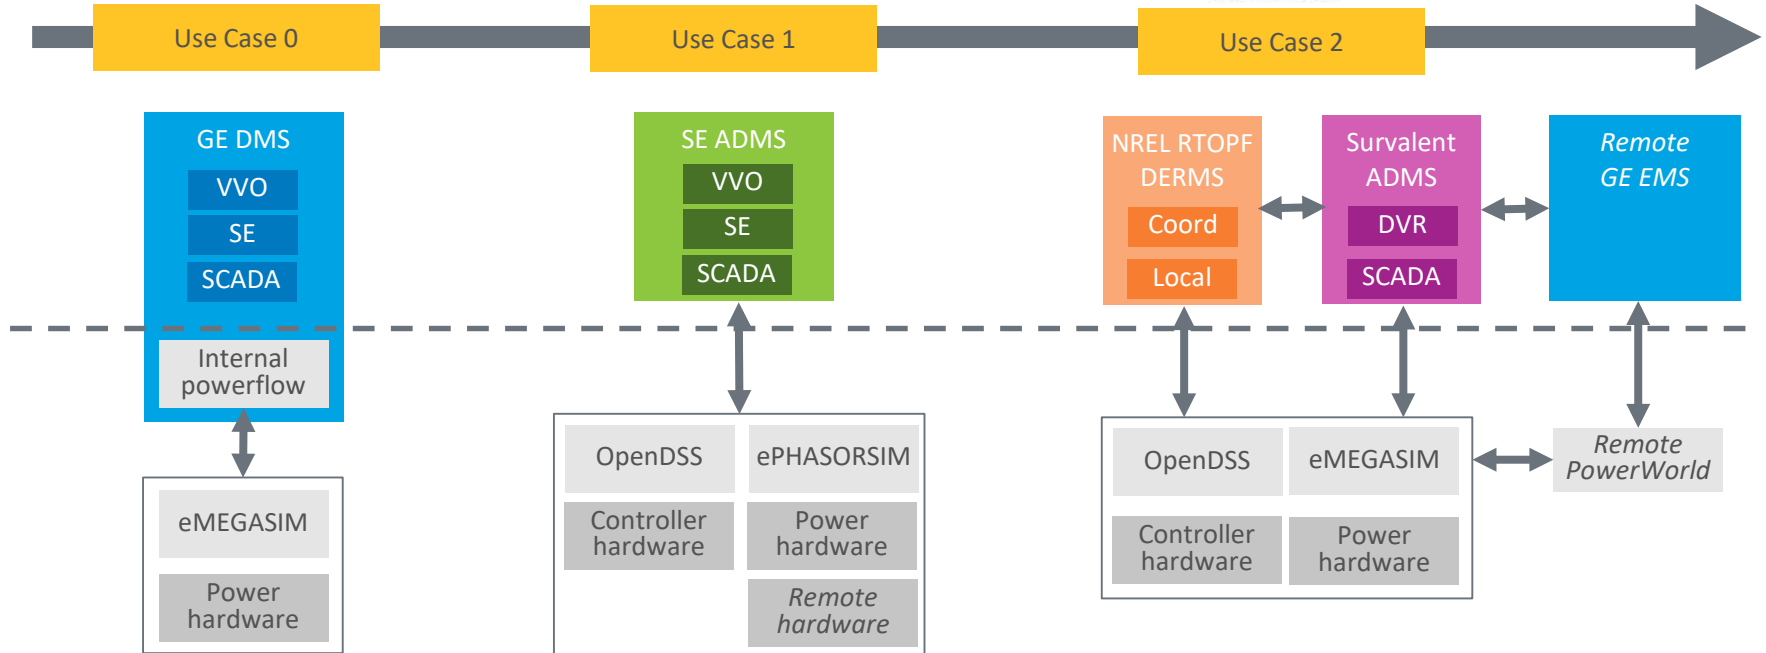 Use Case 0
Use Case 1
Use Case 2
GE DMS
VVO
SE
SCADA
Internal
powerflow
eMEGASIM
Power
hardware
SE ADMS
VVO
SE
SCADA
OpenDSS
ePHASORSIM
Controller
hardware
Power
hardware
Remote
hardware
NREL RTOPF
DERMS
Coord
Local
Survalent
ADMS
DVR
SCADA
Remote
GE EMS
OpenDSS
eMEGASIM
Controller
hardware
Power
hardware
Remote
PowerWorld